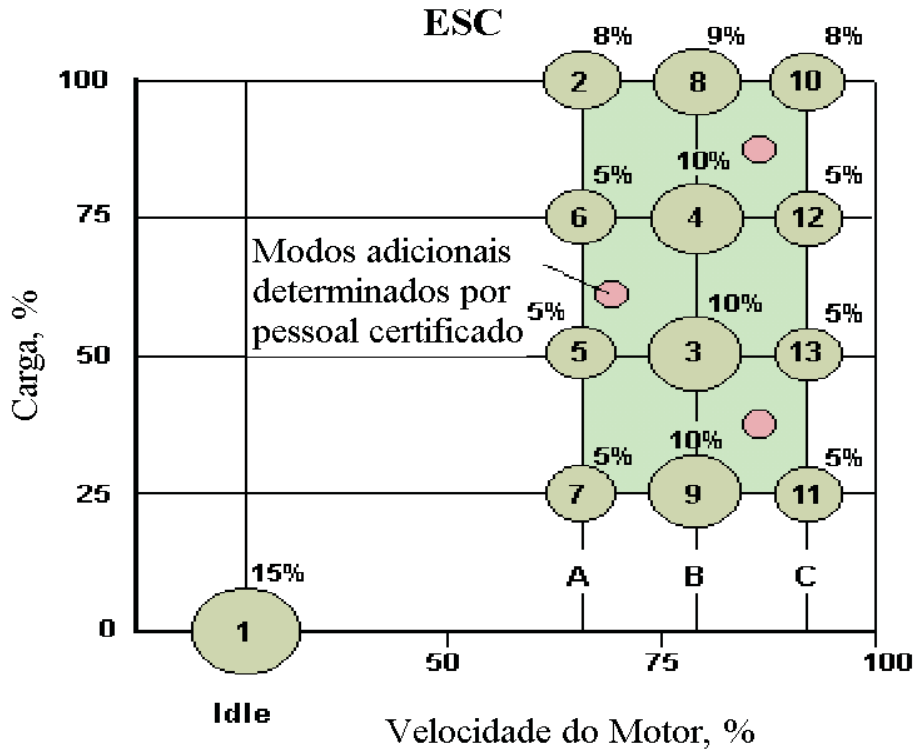 ESC
8% 9% 8%
100 2 8 10
10%
5% 5%
75 6 4 12
Modos adicionais
determinados por
pessoal certificado
10%
5% 5%
50 5 3 13
10%
5% 5%
25 7 9 11
A B C
15%
0 1
50 75 100
Idle
Carga, %
Velocidade do Motor, %